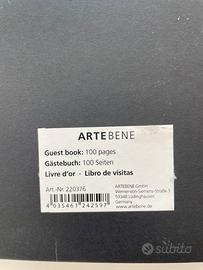 ARTEBENE
Guest book: 100 pages
Gästebuch: 100 Seiten
Livre d'or · Libro de visitas
Art.-Nr. 220376
4 035461 242597
ARTEBENE GmbH
Werner-von-Siemens-Straße 1
59348 Lüdinghausen
Germany
www.artebene.de
subito